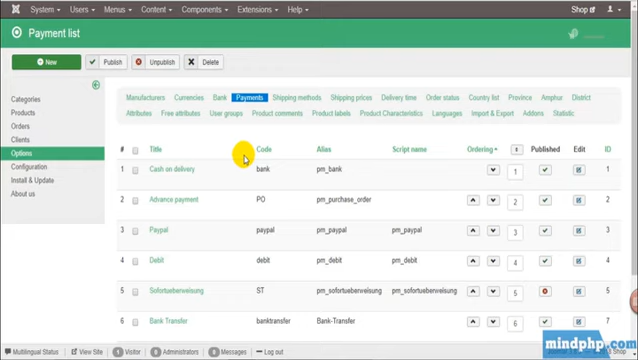 System Users Menus Content Components Extensions Help Shop
Payment list
New Publish Unpublish Delete
Categories
Products
Orders
Clients
Options
Configuration
Install & Update
About us
Manufacturers Currencies Bank Payments Shipping methods Shipping prices Delivery time Order status Country list Province Amphur District
Attributes Free attributes User groups Product comments Product labels Product Characteristics Languages Import & Export Addons Statistic
# Title Code Alias Script name Ordering Published Edit ID
1 Cash on delivery bank pm_bank 1 1
2 Advance payment PO pm_purchase_order 2 2
3 Paypal paypal pm_paypal pm_paypal 3 3
4 Debit debit pm_debit pm_debit 4 4
5 Sofortueberweisung ST pm_sofortueberweisung pm_sofortueberweisung 5 5
6 Bank Transfer banktransfer Bank-Transfer 6 7
mindphp.com
Multilingual Status View Site 1 Visitor 3 Administrators 0 Messages Log out